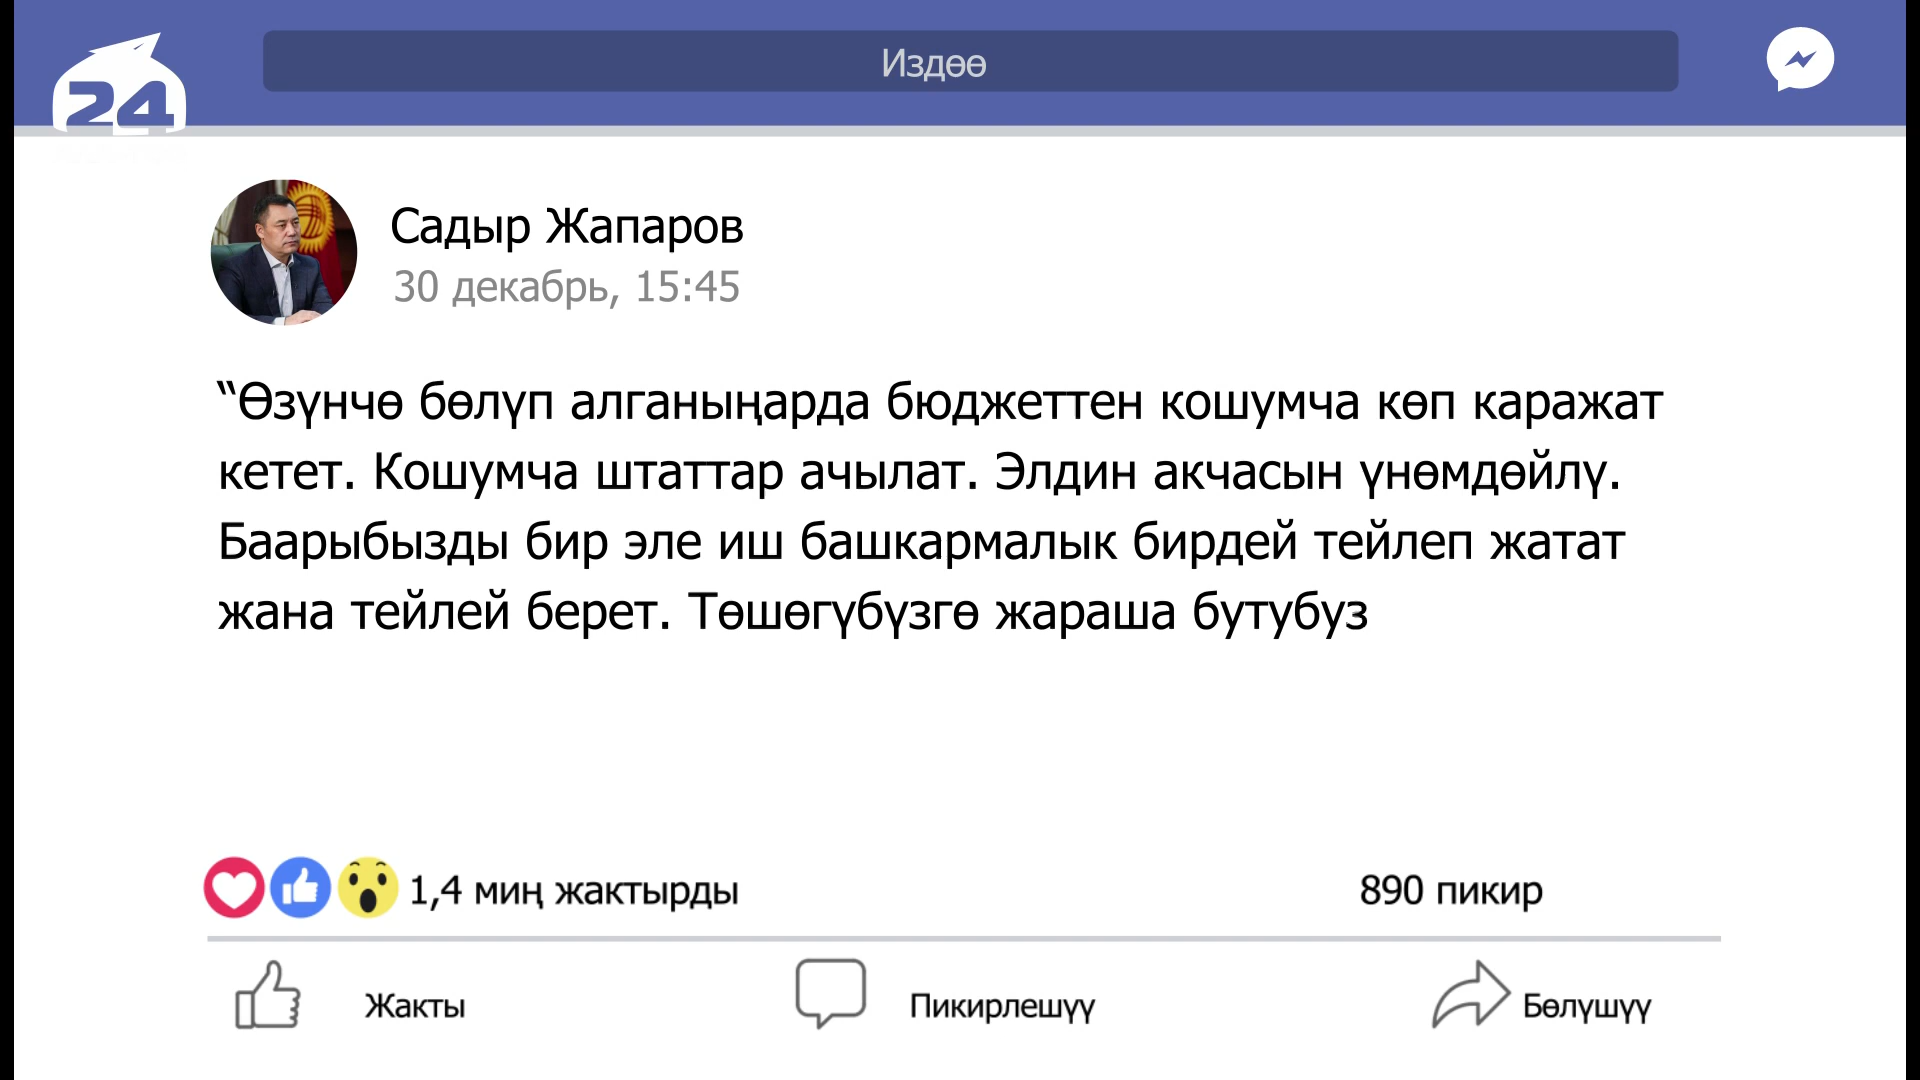 24
Издөө
Садыр Жапаров
30 декабрь, 15:45
“Өзүнчө бөлүп алганыңарда бюджеттен кошумча көп каражат
кетет. Кошумча штаттар ачылат. Элдин акчасын үнөмдөйлү.
Баарыбызды бир эле иш башкармалык бирдей тейлеп жатат
жана тейлей берет. Төшөгүбүзгө жараша бутубуз
1,4 миң жактырды
890 пикир
Жакты
Пикирлешүү
Бөлүшүү